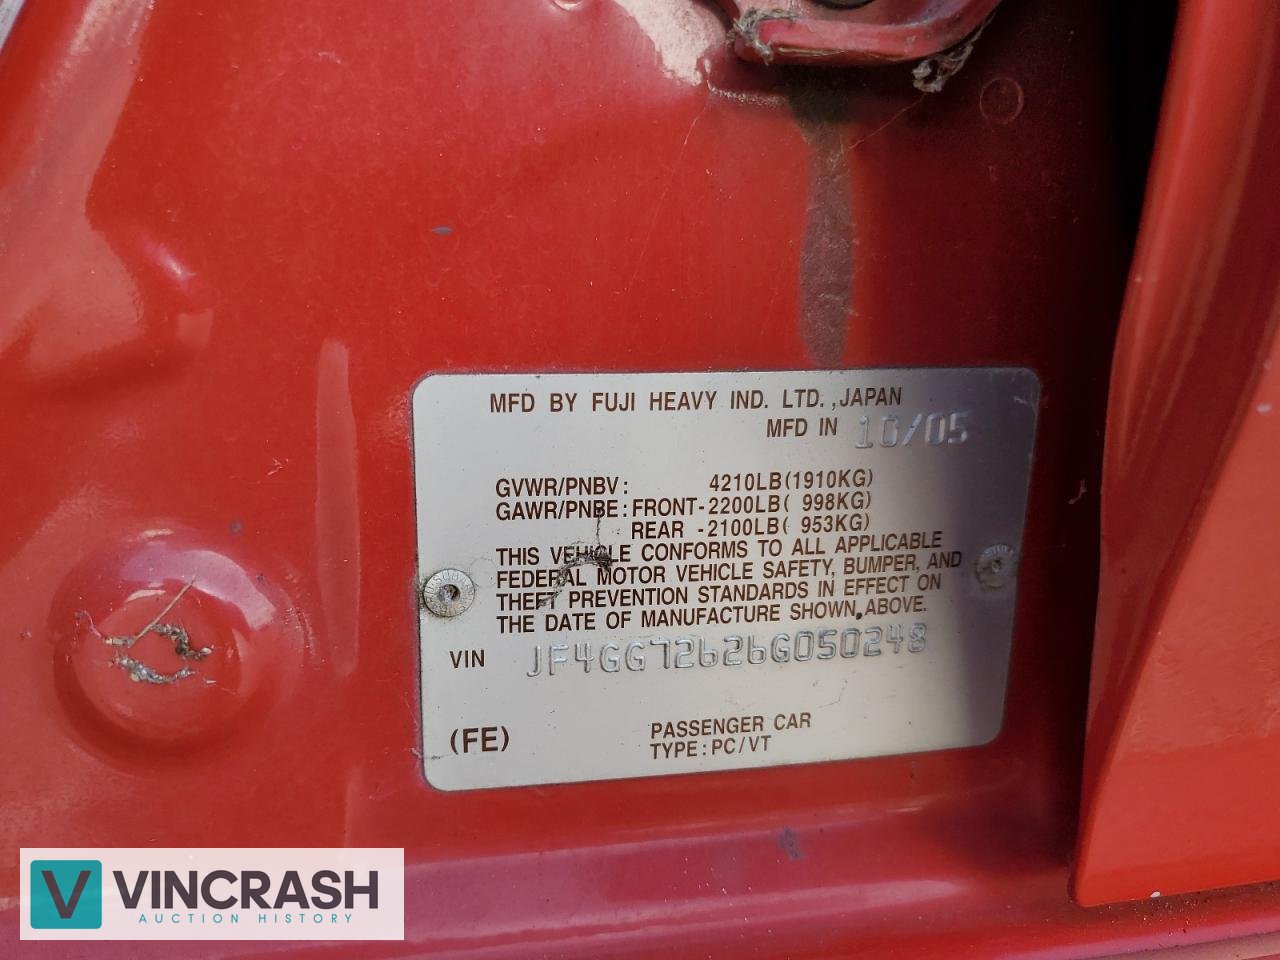 MFD BY FUJI HEAVY IND. LTD.,JAPAN
MFD IN 10/05
GVWR/PNBV: 4210LB(1910KG)
GAWR/PNBE: FRONT-2200LB( 998KG)
REAR -2100LB( 953KG)
THIS VEHICLE CONFORMS TO ALL APPLICABLE
FEDERAL MOTOR VEHICLE SAFETY, BUMPER, AND
THEFT PREVENTION STANDARDS IN EFFECT ON
THE DATE OF MANUFACTURE SHOWN ABOVE.
VIN JF4GG72626G050248
(FE) PASSENGER CAR
TYPE: PC/VT
V VINCRASH
AUCTION HISTORY